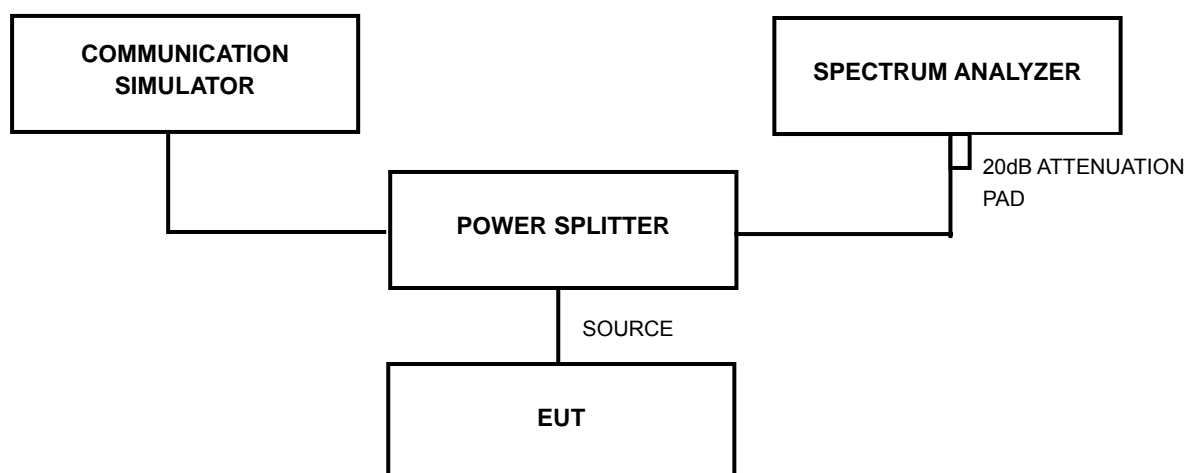 COMMUNICATION
SIMULATOR
SPECTRUM ANALYZER
20dB ATTENUATION
PAD
POWER SPLITTER
SOURCE
EUT